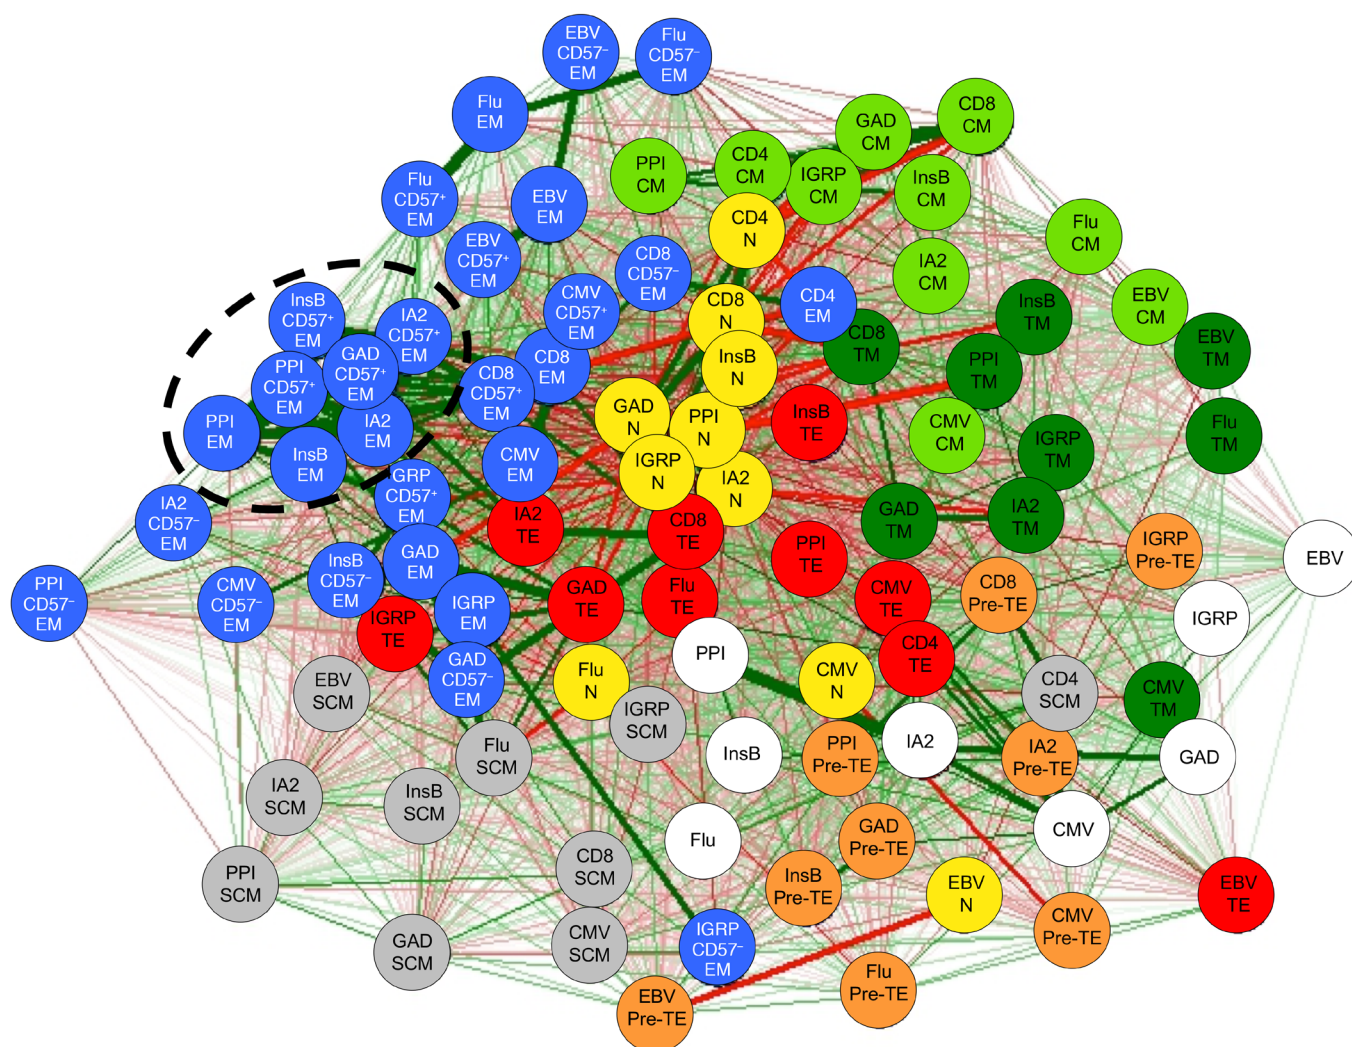 EBV
CD57–
EM
Flu
CD57–
EM
Flu
EM
CD8
CM
GAD
CM
CD4
CM
PPI
CM
IGRP
CM
InsB
CM
Flu
CD57+
EM
EBV
EM
CD4
N
Flu
CM
EBV
CD57+
EM
CD8
CD57–
EM
IA2
CM
CMV
CD57+
EM
CD4
EM
CD8
N
InsB
TM
EBV
CM
InsB
CD57+
EM
IA2
CD57+
EM
CD8
TM
EBV
TM
GAD
CD57+
EM
CD8
EM
InsB
N
PPI
TM
PPI
CD57+
EM
CD8
CD57+
EM
GAD
N
PPI
N
InsB
TE
PPI
EM
IA2
EM
CMV
CM
Flu
TM
IGRP
TM
InsB
EM
CMV
EM
IGRP
N
IA2
N
GRP
CD57+
EM
IA2
CD57–
EM
IA2
TE
CD8
TE
GAD
TM
IA2
TM
GAD
EM
PPI
TE
IGRP
Pre-TE
EBV
InsB
CD57–
EM
CD8
Pre-TE
PPI
CD57–
EM
CMV
CD57–
EM
IGRP
EM
GAD
TE
Flu
TE
CMV
TE
IGRP
IGRP
TE
PPI
CD4
TE
GAD
CD57–
EM
EBV
SCM
Flu
N
CMV
N
CD4
SCM
CMV
TM
IGRP
SCM
Flu
SCM
InsB
PPI
Pre-TE
IA2
IA2
Pre-TE
GAD
IA2
SCM
InsB
SCM
Flu
GAD
Pre-TE
CMV
PPI
SCM
CD8
SCM
InsB
Pre-TE
EBV
N
EBV
TE
GAD
SCM
CMV
SCM
IGRP
CD57–
EM
CMV
Pre-TE
EBV
Pre-TE
Flu
Pre-TE